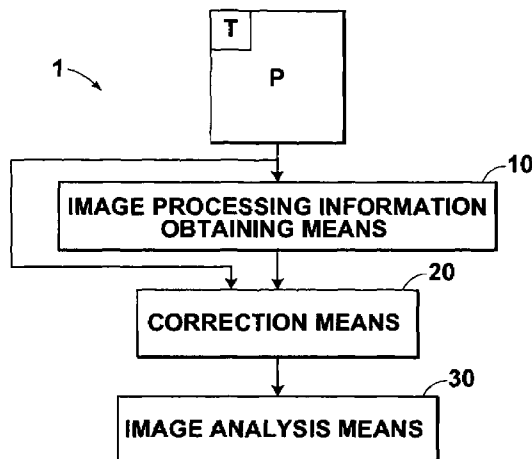 T
P
1
10
IMAGE PROCESSING INFORMATION
OBTAINING MEANS
20
CORRECTION MEANS
30
IMAGE ANALYSIS MEANS